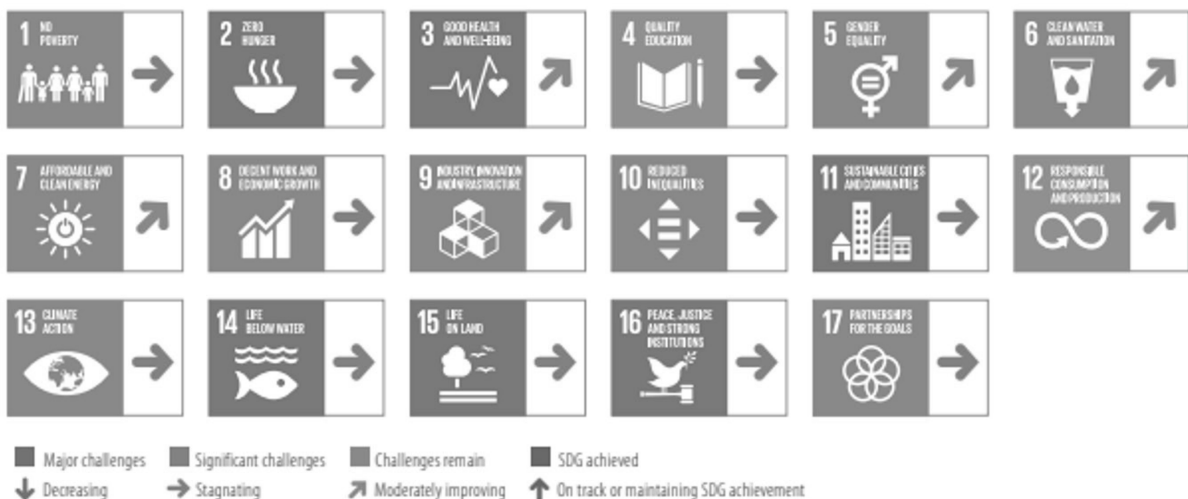 1 NO
POVERTY
2 ZERO
HUNGER
3 GOOD HEALTH
AND WELL-BEING
4 QUALITY
EDUCATION
5 GENDER
EQUALITY
6 CLEAN WATER
AND SANITATION
7 AFFORDABLE AND
CLEAN ENERGY
8 DECENT WORK AND
ECONOMIC GROWTH
9 INDUSTRY, INNOVATION
AND INFRASTRUCTURE
10 REDUCED
INEQUALITIES
11 SUSTAINABLE CITIES
AND COMMUNITIES
12 RESPONSIBLE
CONSUMPTION
AND PRODUCTION
13 CLIMATE
ACTION
14 LIFE
BELOW WATER
15 LIFE
ON LAND
16 PEACE, JUSTICE
AND STRONG
INSTITUTIONS
17 PARTNERSHIPS
FOR THE GOALS
Major challenges Significant challenges Challenges remain SDG achieved
Decreasing Stagnating Moderately improving On track or maintaining SDG achievement